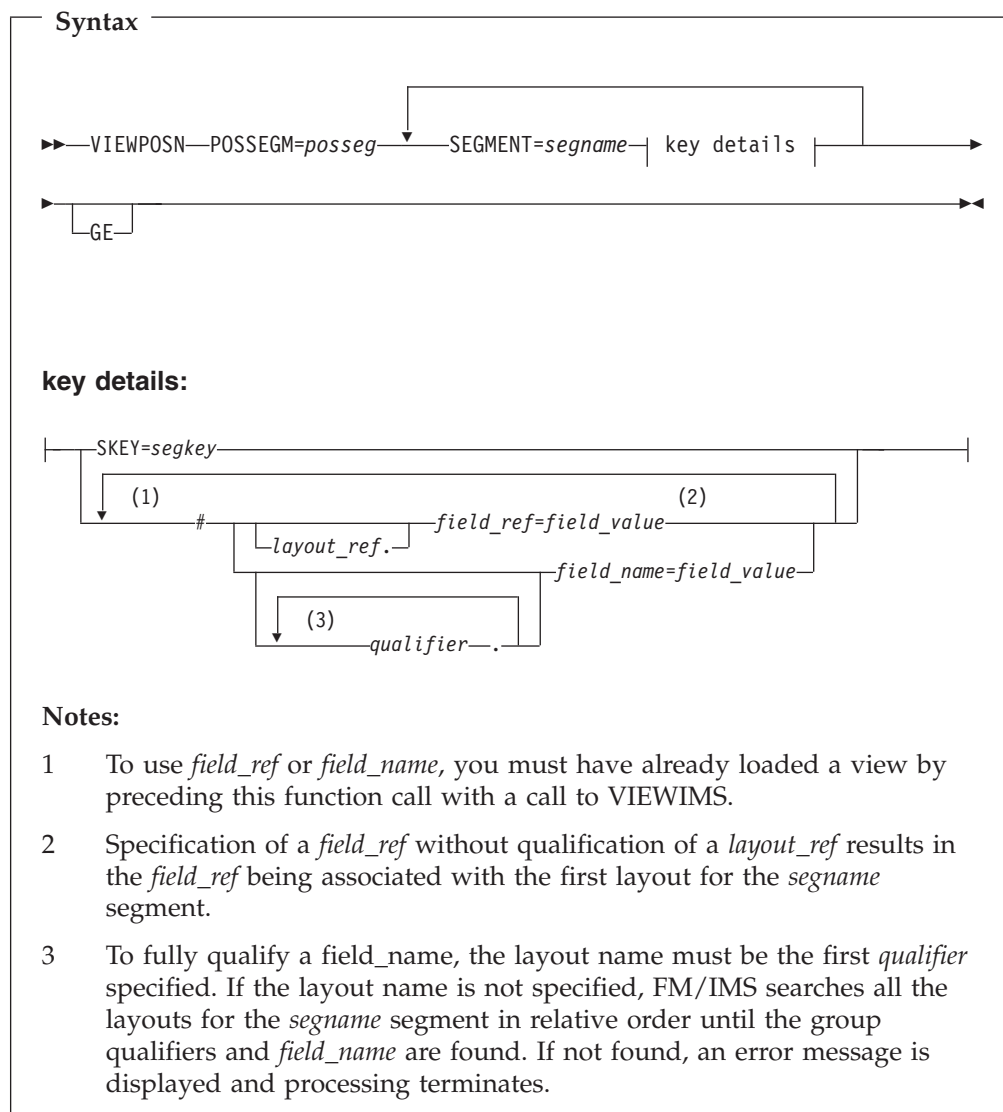 Syntax
VIEWPOSN POSSEGM=posseg SEGMENT=segname key details
GE
key details:
SKEY=segkey
(1) (2)
# field_ref=field_value
layout_ref.
field_name=field_value
(3)
qualifier .
Notes:
1 To use field_ref or field_name, you must have already loaded a view by
preceding this function call with a call to VIEWIMS.
2 Specification of a field_ref without qualification of a layout_ref results in
the field_ref being associated with the first layout for the segname
segment.
3 To fully qualify a field_name, the layout name must be the first qualifier
specified. If the layout name is not specified, FM/IMS searches all the
layouts for the segname segment in relative order until the group
qualifiers and field_name are found. If not found, an error message is
displayed and processing terminates.